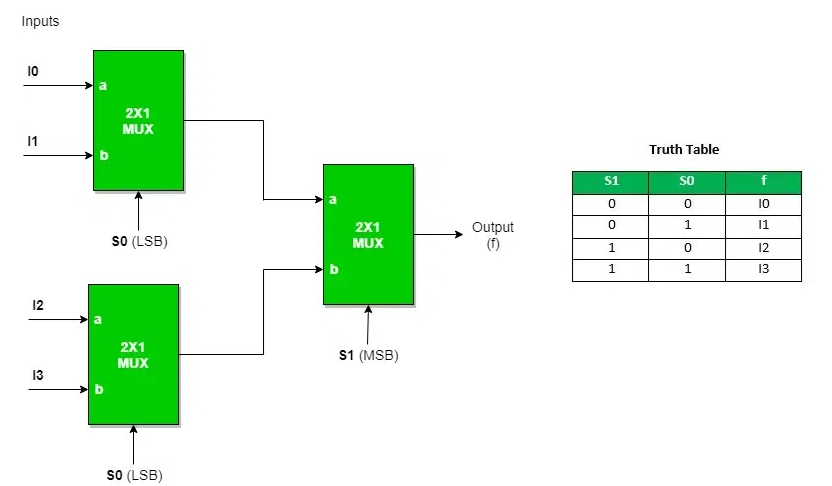 Inputs
I0
a
2X1
MUX
I1
b
S0 (LSB)
a
2X1
MUX
b
Output
(f)
S1 (MSB)
I2
a
2X1
MUX
I3
b
S0 (LSB)
Truth Table
S1 S0 f
0 0 I0
0 1 I1
1 0 I2
1 1 I3